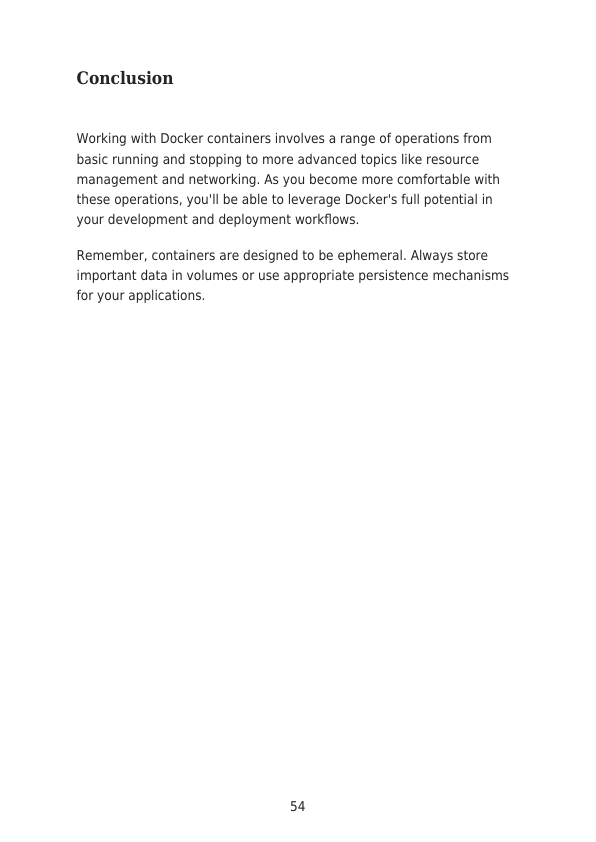 Conclusion
Working with Docker containers involves a range of operations from
basic running and stopping to more advanced topics like resource
management and networking. As you become more comfortable with
these operations, you'll be able to leverage Docker's full potential in
your development and deployment workflows.
Remember, containers are designed to be ephemeral. Always store
important data in volumes or use appropriate persistence mechanisms
for your applications.
54